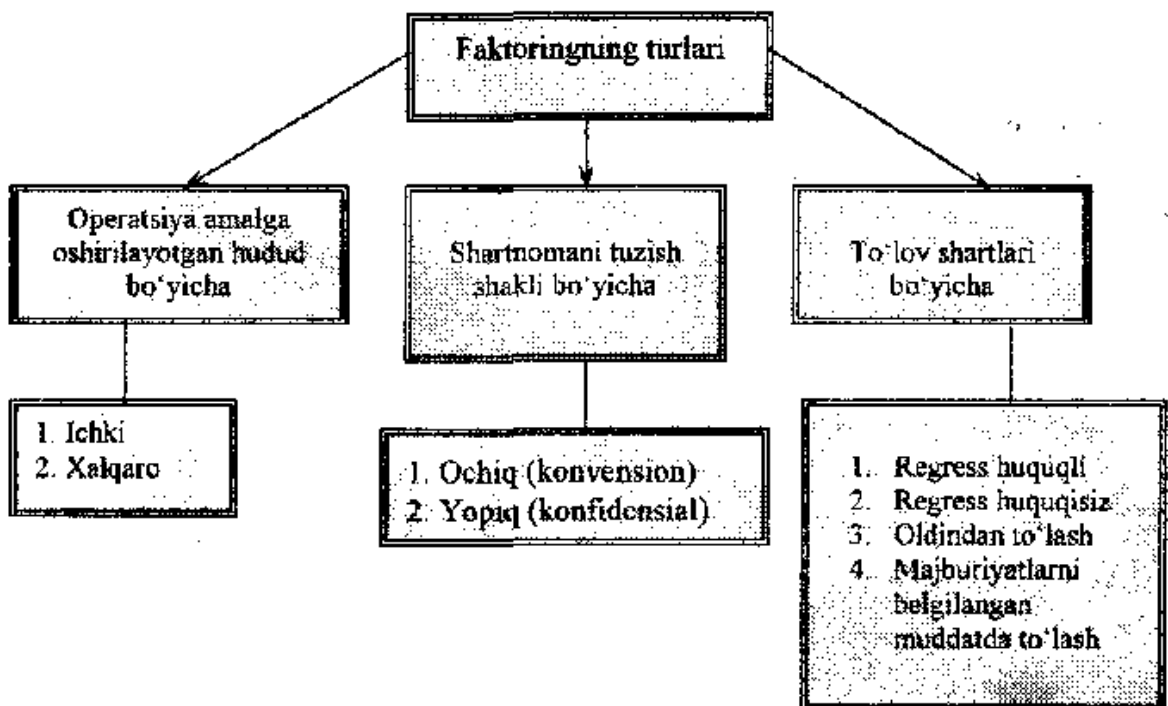 Faktoringning turlari
Operatsiya amalga
oshirilayotgan hudud
bo‘yicha
Shartnomani tuzish
shakli bo‘yicha
To‘lov shartlari
bo‘yicha
1. Ichki
2. Xalqaro
1. Ochiq (konvension)
2. Yopiq (konfidensial)
1. Regress huquqli
2. Regress huquqisiz
3. Oldindan to‘lash
4. Majburiyatlarni
belgilangan
muddatda to‘lash